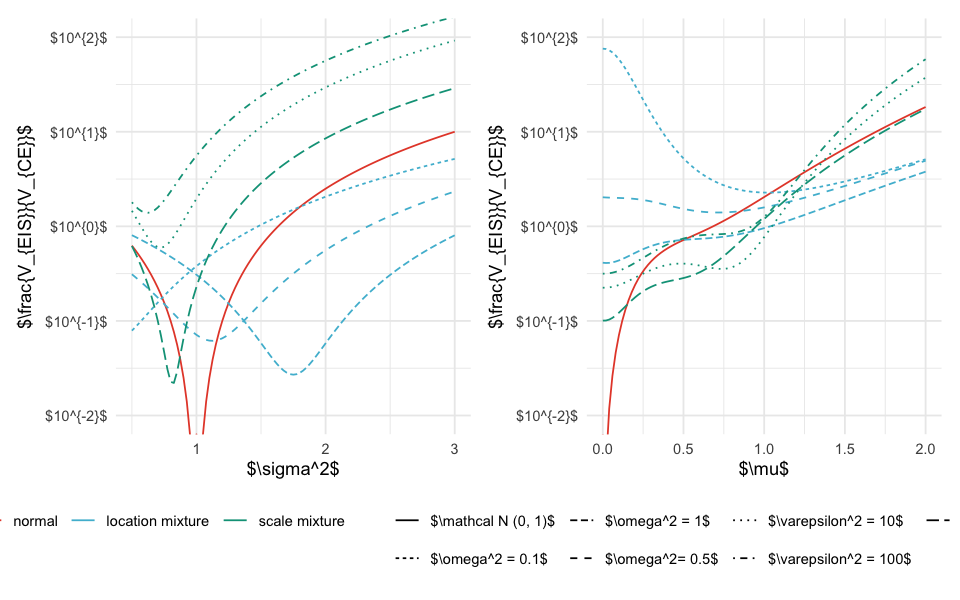 $\frac{V_{EIS}}{V_{CE}}$
$10^{2}$
$10^{1}$
$10^{0}$
$10^{-1}$
$10^{-2}$
1 2 3
$\sigma^2$
$\frac{V_{EIS}}{V_{CE}}$
$10^{2}$
$10^{1}$
$10^{0}$
$10^{-1}$
$10^{-2}$
0.0 0.5 1.0 1.5 2.0
$\mu$
normal location mixture scale mixture
$\mathcal N (0, 1)$ $\omega^2 = 1$ $\varepsilon^2 = 10$
$\omega^2 = 0.1$ $\omega^2= 0.5$ $\varepsilon^2 = 100$